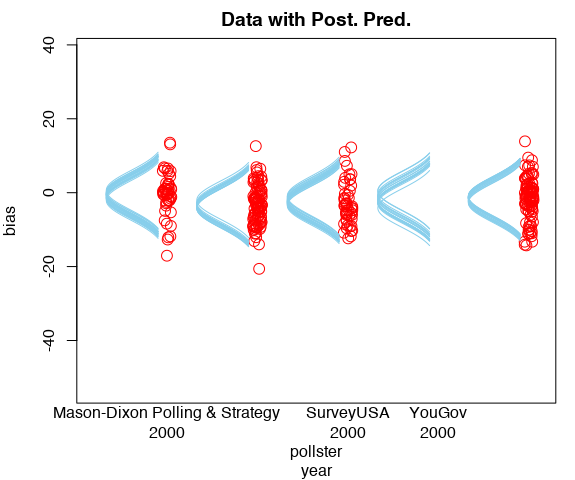 Data with Post. Pred.
40
20
0
-20
-40
bias
Mason-Dixon Polling & Strategy SurveyUSA YouGov
2000 2000 2000
pollster
year